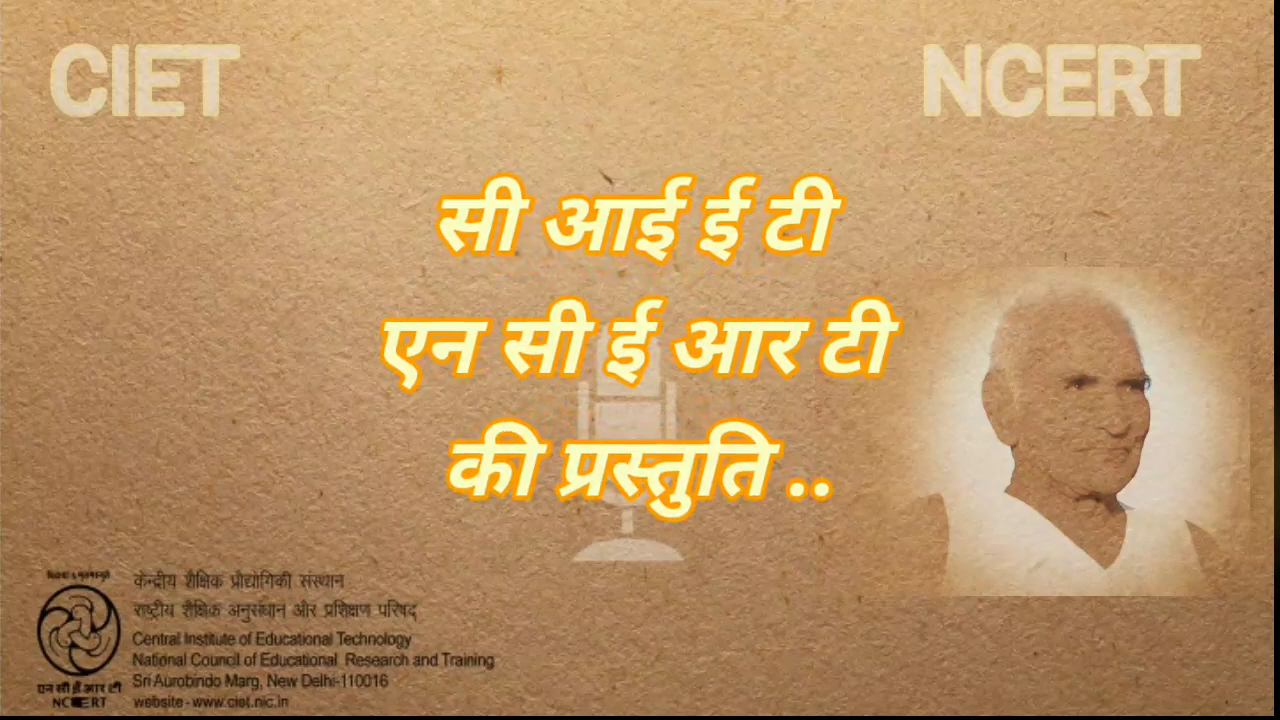 CIET
NCERT
सी आई ई टी
एन सी ई आर टी
की प्रस्तुति ..
केन्द्रीय शैक्षिक प्रौद्योगिकी संस्थान
राष्ट्रीय शैक्षिक अनुसंधान और प्रशिक्षण परिषद्
Central Institute of Educational Technology
National Council of Educational Research and Training
Sri Aurobindo Marg, New Delhi-110016
website - www.ciet.nic.in
एन सी ई आर टी
NCERT